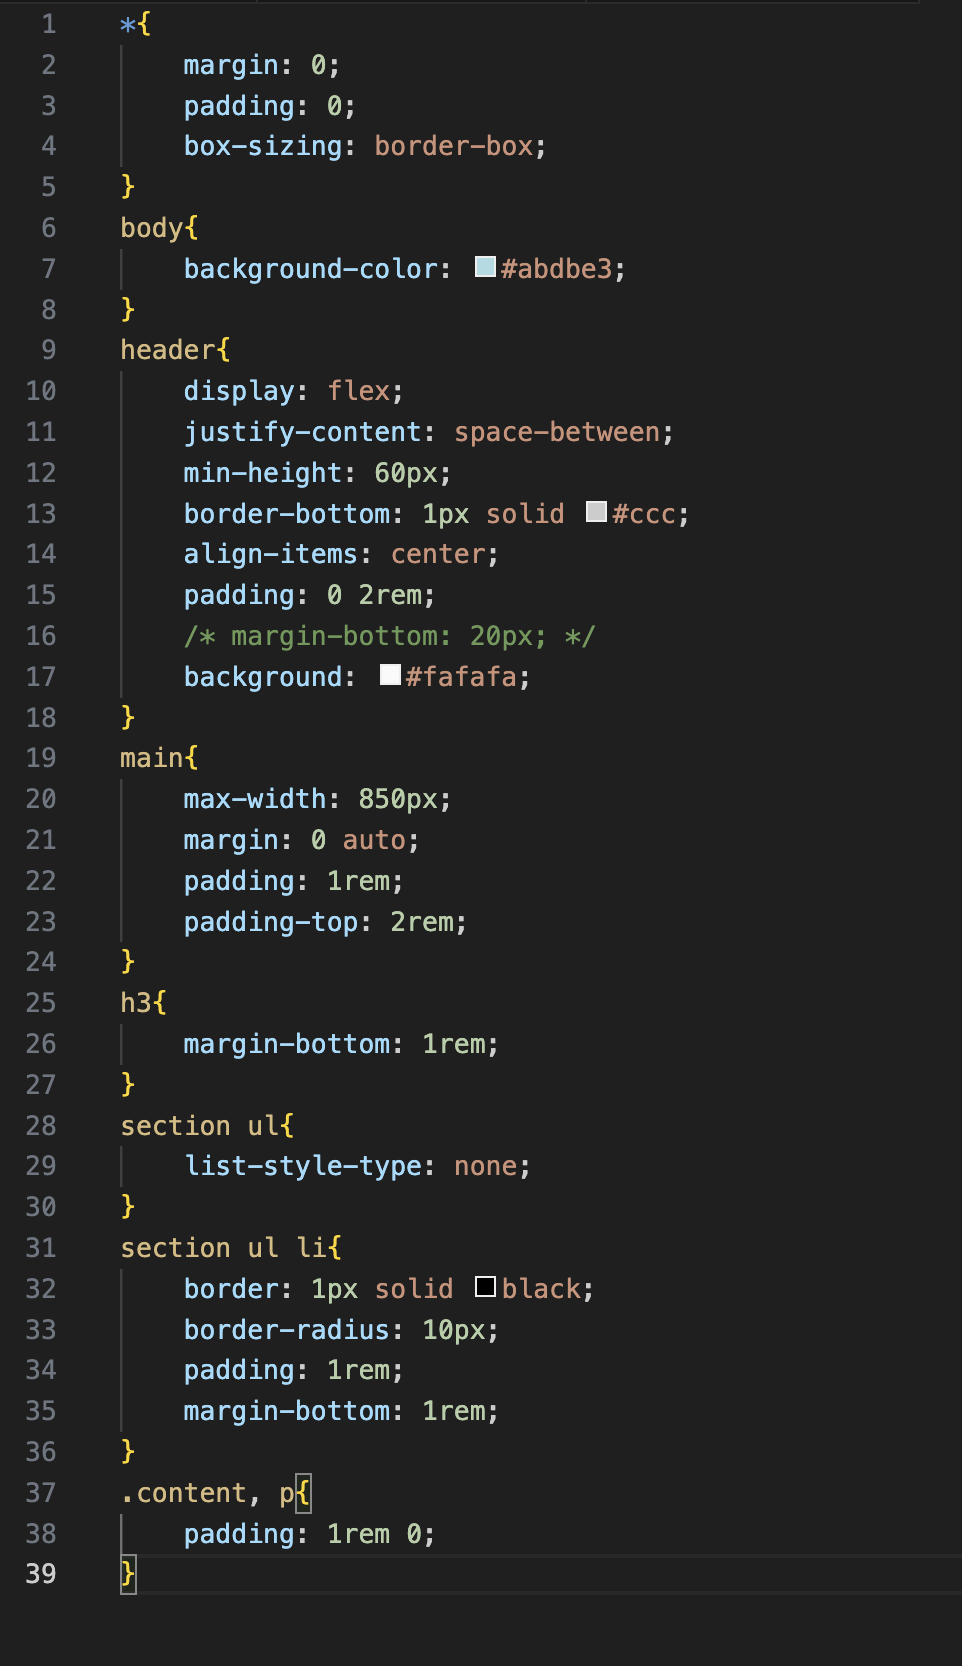 1 *{
2     margin: 0;
3     padding: 0;
4     box-sizing: border-box;
5 }
6 body{
7     background-color: #abdbe3;
8 }
9 header{
10     display: flex;
11     justify-content: space-between;
12     min-height: 60px;
13     border-bottom: 1px solid #ccc;
14     align-items: center;
15     padding: 0 2rem;
16     /* margin-bottom: 20px; */
17     background: #fafafa;
18 }
19 main{
20     max-width: 850px;
21     margin: 0 auto;
22     padding: 1rem;
23     padding-top: 2rem;
24 }
25 h3{
26     margin-bottom: 1rem;
27 }
28 section ul{
29     list-style-type: none;
30 }
31 section ul li{
32     border: 1px solid black;
33     border-radius: 10px;
34     padding: 1rem;
35     margin-bottom: 1rem;
36 }
37 .content, p{
38     padding: 1rem 0;
39 }